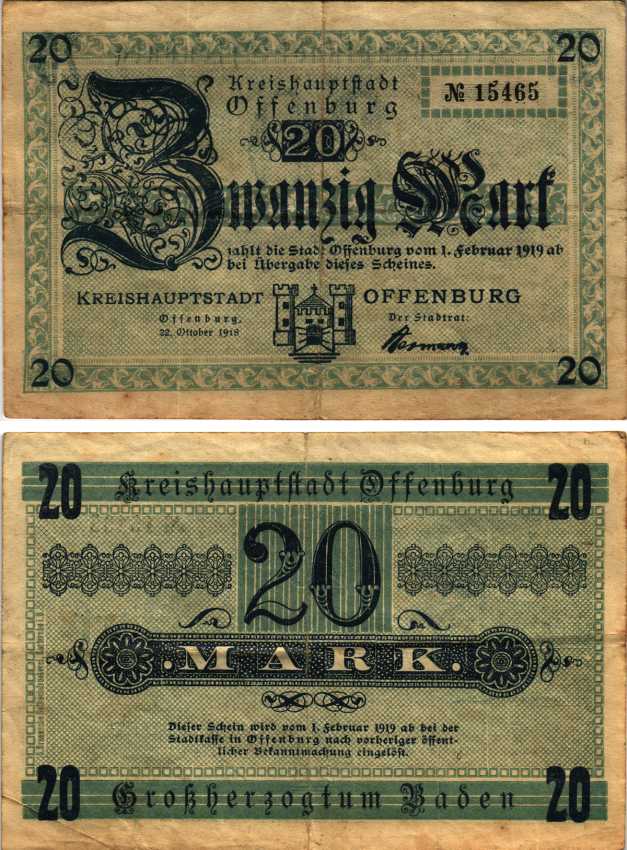 20 20
Kreishauptstadt
Offenburg
№ 15465
20
Zwanzig Mark
zahlt die Stadt Offenburg vom 1. Februar 1919 ab
bei Übergabe dieses Scheines.
KREISHAUPTSTADT OFFENBURG
Offenburg, Der Stadtrat:
22. Oktober 1918
Hermann
20 20
20 Kreishauptstadt Offenburg 20
20
.MARK.
Dieser Schein wird vom 1. Februar 1919 ab bei der
Stadtkasse in Offenburg nach vorheriger öffent-
licher Bekanntmachung eingelöst.
20 Großherzogtum Baden 20